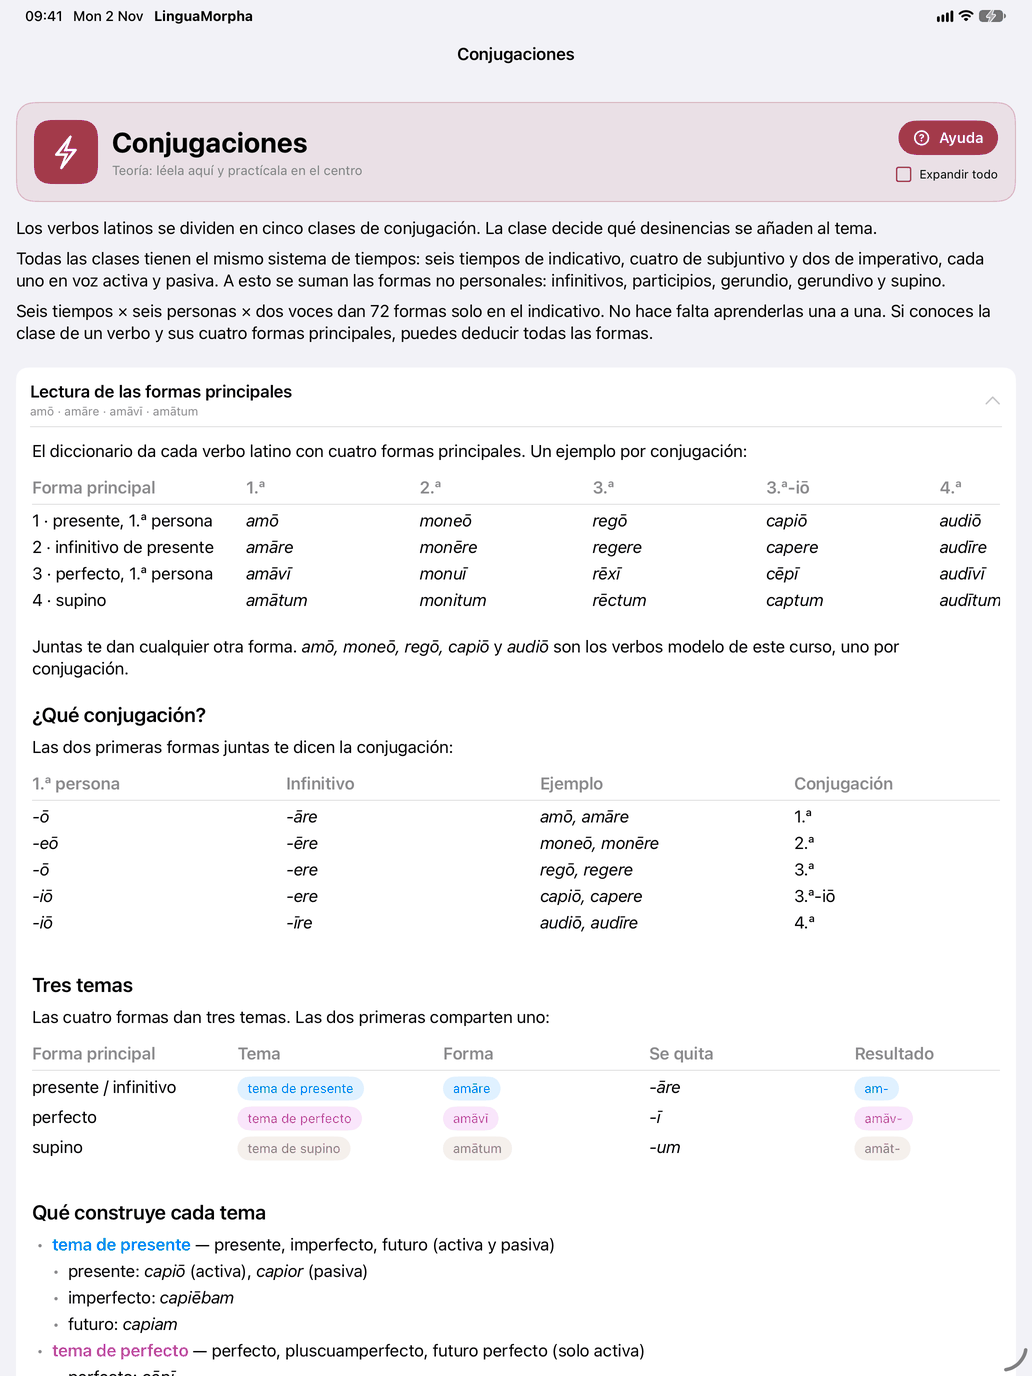 09:41 Mon 2 Nov LinguaMorpha
Conjugaciones
Conjugaciones
Teoría: léela aquí y practícala en el centro
Ayuda
Expandir todo
Los verbos latinos se dividen en cinco clases de conjugación. La clase decide qué desinencias se añaden al tema.
Todas las clases tienen el mismo sistema de tiempos: seis tiempos de indicativo, cuatro de subjuntivo y dos de imperativo, cada
uno en voz activa y pasiva. A esto se suman las formas no personales: infinitivos, participios, gerundio, gerundivo y supino.
Seis tiempos × seis personas × dos voces dan 72 formas solo en el indicativo. No hace falta aprenderlas una a una. Si conoces la
clase de un verbo y sus cuatro formas principales, puedes deducir todas las formas.
Lectura de las formas principales
amō · amāre · amāvī · amātum
El diccionario da cada verbo latino con cuatro formas principales. Un ejemplo por conjugación:
Forma principal 1.ª 2.ª 3.ª 3.ª-iō 4.ª
1 · presente, 1.ª persona amō moneō regō capiō audiō
2 · infinitivo de presente amāre monēre regere capere audīre
3 · perfecto, 1.ª persona amāvī monuī rēxī cēpī audīvī
4 · supino amātum monitum rēctum captum audītum
Juntas te dan cualquier otra forma. amō, moneō, regō, capiō y audiō son los verbos modelo de este curso, uno por
conjugación.
¿Qué conjugación?
Las dos primeras formas juntas te dicen la conjugación:
1.ª persona Infinitivo Ejemplo Conjugación
-ō -āre amō, amāre 1.ª
-eō -ēre moneō, monēre 2.ª
-ō -ere regō, regere 3.ª
-iō -ere capiō, capere 3.ª-iō
-iō -īre audiō, audīre 4.ª
Tres temas
Las cuatro formas dan tres temas. Las dos primeras comparten uno:
Forma principal Tema Forma Se quita Resultado
presente / infinitivo tema de presente amāre -āre am-
perfecto tema de perfecto amāvī -ī amāv-
supino tema de supino amātum -um amāt-
Qué construye cada tema
• tema de presente — presente, imperfecto, futuro (activa y pasiva)
• presente: capiō (activa), capior (pasiva)
• imperfecto: capiēbam
• futuro: capiam
• tema de perfecto — perfecto, pluscuamperfecto, futuro perfecto (solo activa)
perfecto: cēpī